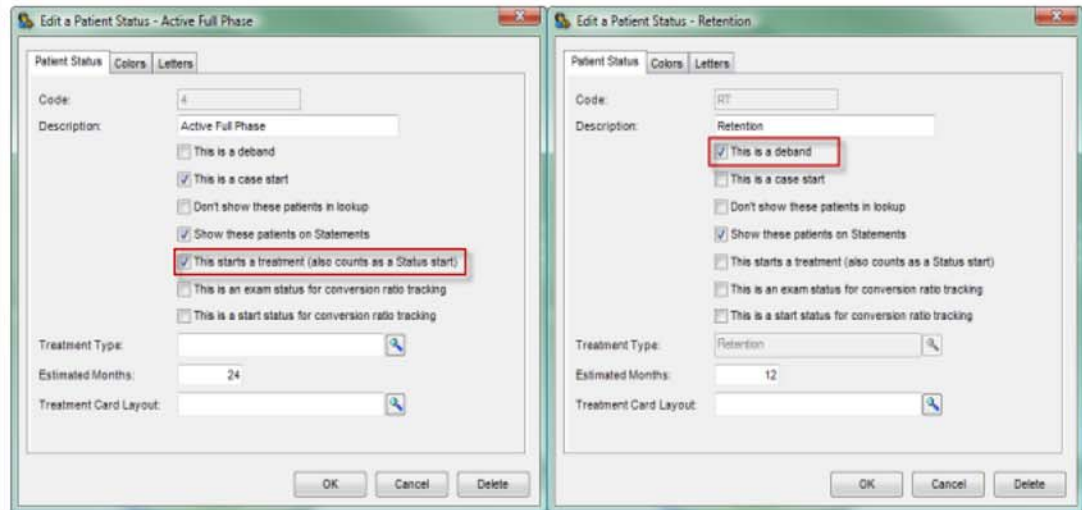 Edit a Patient Status - Active Full Phase
Patient Status Colors Letters
Code: 4
Description: Active Full Phase
This is a deband
This is a case start
Don't show these patients in lookup
Show these patients on Statements
This starts a treatment (also counts as a Status start)
This is an exam status for conversion ratio tracking
This is a start status for conversion ratio tracking
Treatment Type:
Estimated Months: 24
Treatment Card Layout:
OK Cancel Delete
Edit a Patient Status - Retention
Patient Status Colors Letters
Code: RT
Description: Retention
This is a deband
This is a case start
Don't show these patients in lookup
Show these patients on Statements
This starts a treatment (also counts as a Status start)
This is an exam status for conversion ratio tracking
This is a start status for conversion ratio tracking
Treatment Type: Retention
Estimated Months: 12
Treatment Card Layout:
OK Cancel Delete